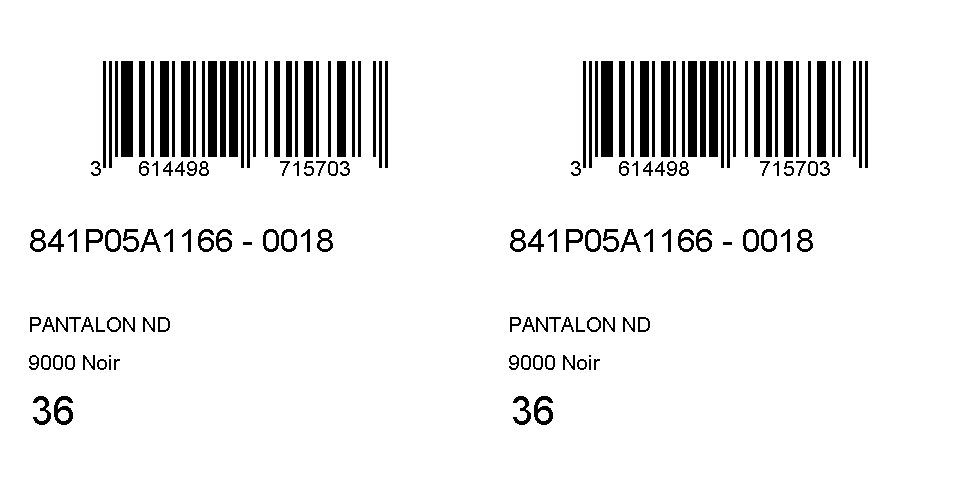 3 614498 715703
3 614498 715703
841P05A1166 - 0018
841P05A1166 - 0018
PANTALON ND
PANTALON ND
9000 Noir
9000 Noir
36
36